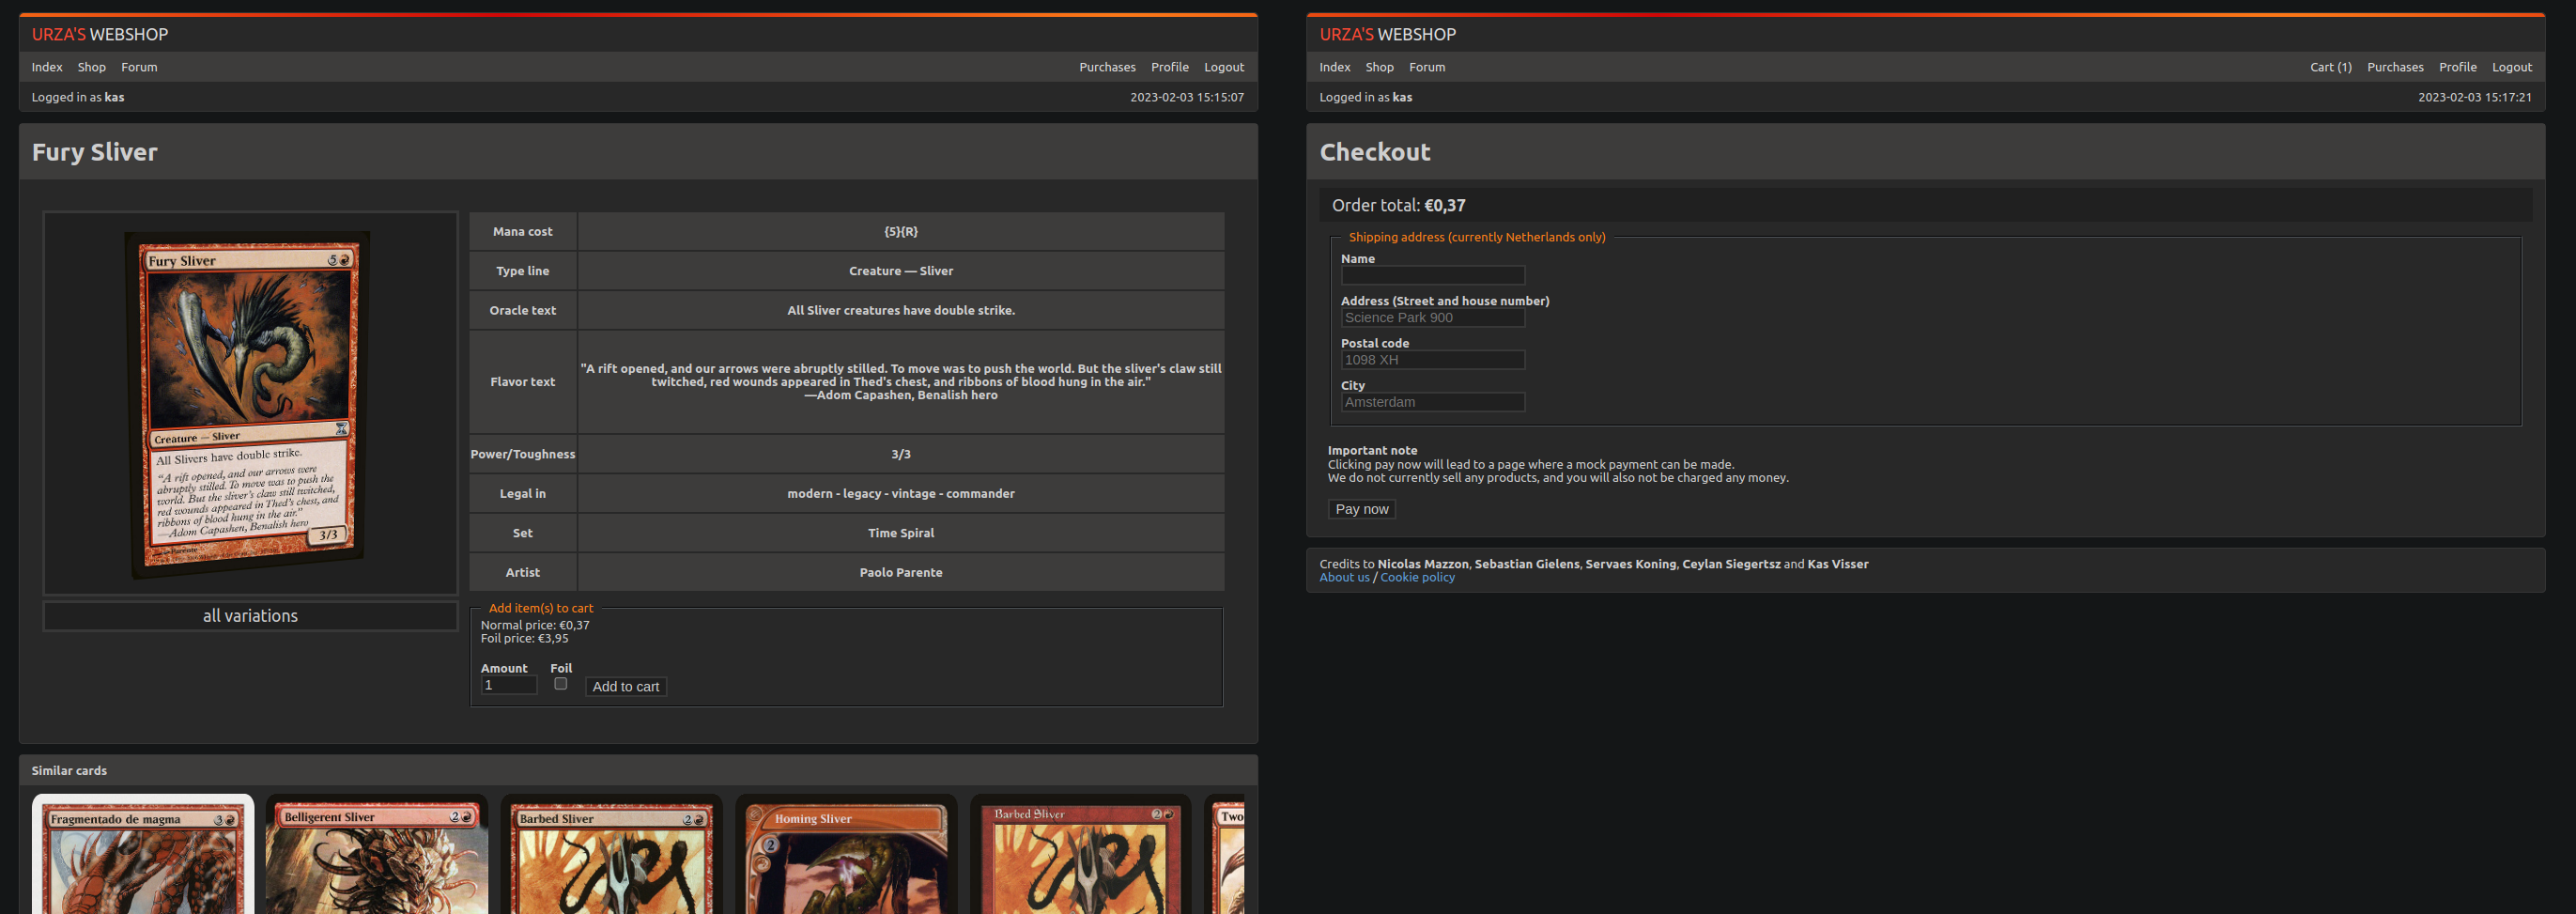 URZA'S WEBSHOP
Index Shop Forum Purchases Profile Logout
Logged in as kas 2023-02-03 15:15:07
Fury Sliver
Fury Sliver 5
Creature — Sliver
All Slivers have double strike.
“A rift opened, and our arrows were
abruptly stilled. To move was to push the
world. But the sliver's claw still twitched,
red wounds appeared in Thed's chest, and
ribbons of blood hung in the air.”
—Adom Capashen, Benalish hero
3/3
all variations
Mana cost {5}{R}
Type line Creature — Sliver
Oracle text All Sliver creatures have double strike.
Flavor text "A rift opened, and our arrows were abruptly stilled. To move was to push the world. But the sliver's claw still
twitched, red wounds appeared in Thed's chest, and ribbons of blood hung in the air."
—Adom Capashen, Benalish hero
Power/Toughness 3/3
Legal in modern - legacy - vintage - commander
Set Time Spiral
Artist Paolo Parente
Add item(s) to cart
Normal price: €0,37
Foil price: €3,95
Amount Foil
1 Add to cart
Similar cards
Fragmentado de magma 3
Belligerent Sliver 2
Barbed Sliver 2
Homing Sliver
2
Barbed Sliver 2
Two
URZA'S WEBSHOP
Index Shop Forum Cart (1) Purchases Profile Logout
Logged in as kas 2023-02-03 15:17:21
Checkout
Order total: €0,37
Shipping address (currently Netherlands only)
Name
Address (Street and house number)
Science Park 900
Postal code
1098 XH
City
Amsterdam
Important note
Clicking pay now will lead to a page where a mock payment can be made.
We do not currently sell any products, and you will also not be charged any money.
Pay now
Credits to Nicolas Mazzon, Sebastian Gielens, Servaes Koning, Ceylan Siegertsz and Kas Visser
About us / Cookie policy